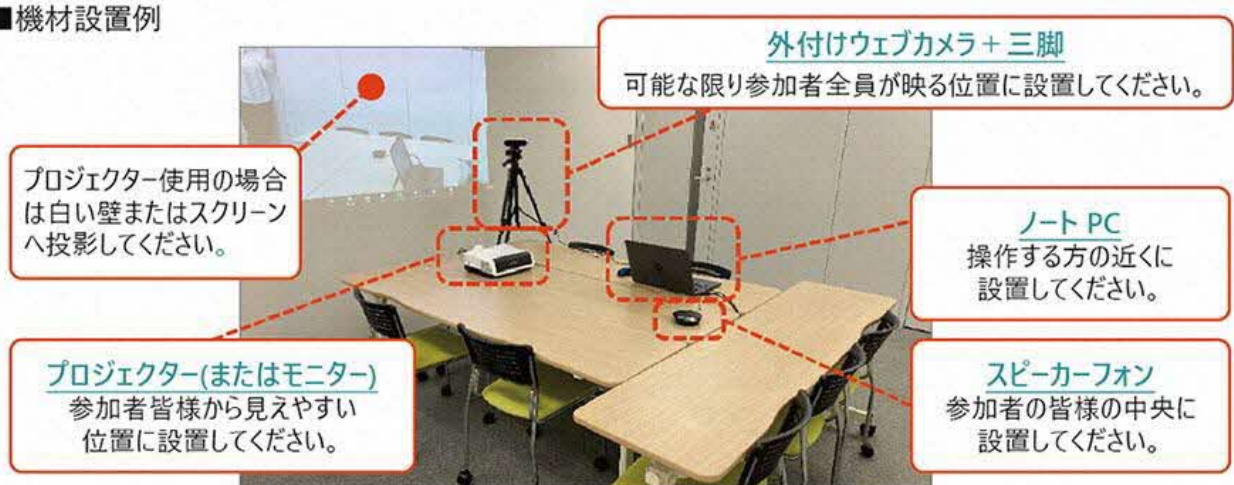 ■機材設置例
外付けウェブカメラ+三脚
可能な限り参加者全員が映る位置に設置してください。
プロジェクター使用の場合
は白い壁またはスクリーン
へ投影してください。
ノート PC
操作する方の近くに
設置してください。
プロジェクター(またはモニター)
参加者皆様から見えやすい
位置に設置してください。
スピーカーフォン
参加者の皆様の中央に
設置してください。